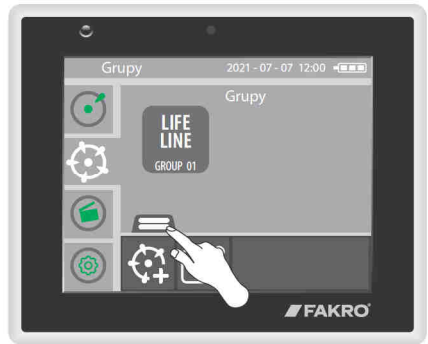 Grupy 2021 - 07 - 07 12:00
Grupy
LIFE
LINE
GROUP 01
FAKRO